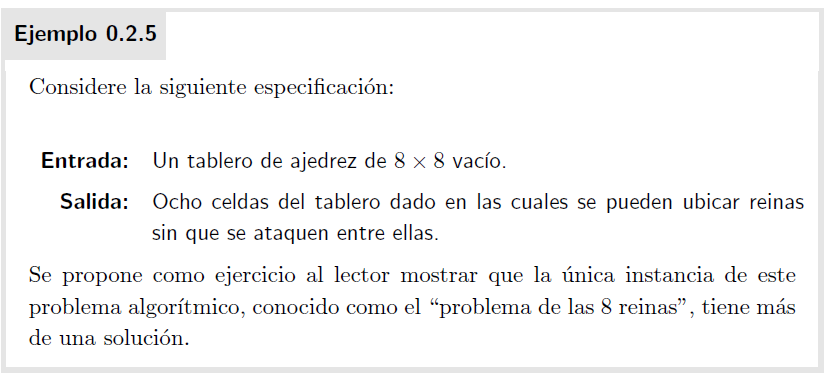 Ejemplo 0.2.5
Considere la siguiente especificación:
Entrada: Un tablero de ajedrez de 8 × 8 vacío.
Salida: Ocho celdas del tablero dado en las cuales se pueden ubicar reinas
sin que se ataquen entre ellas.
Se propone como ejercicio al lector mostrar que la única instancia de este
problema algorítmico, conocido como el “problema de las 8 reinas”, tiene más
de una solución.